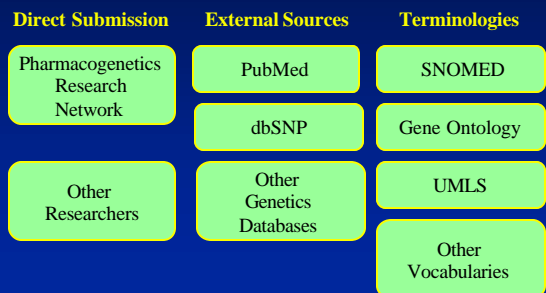 Direct Submission
Pharmacogenetics
Research
Network
Other
Researchers
External Sources
PubMed
dbSNP
Other
Genetics
Databases
Terminologies
SNOMED
Gene Ontology
UMLS
Other
Vocabularies